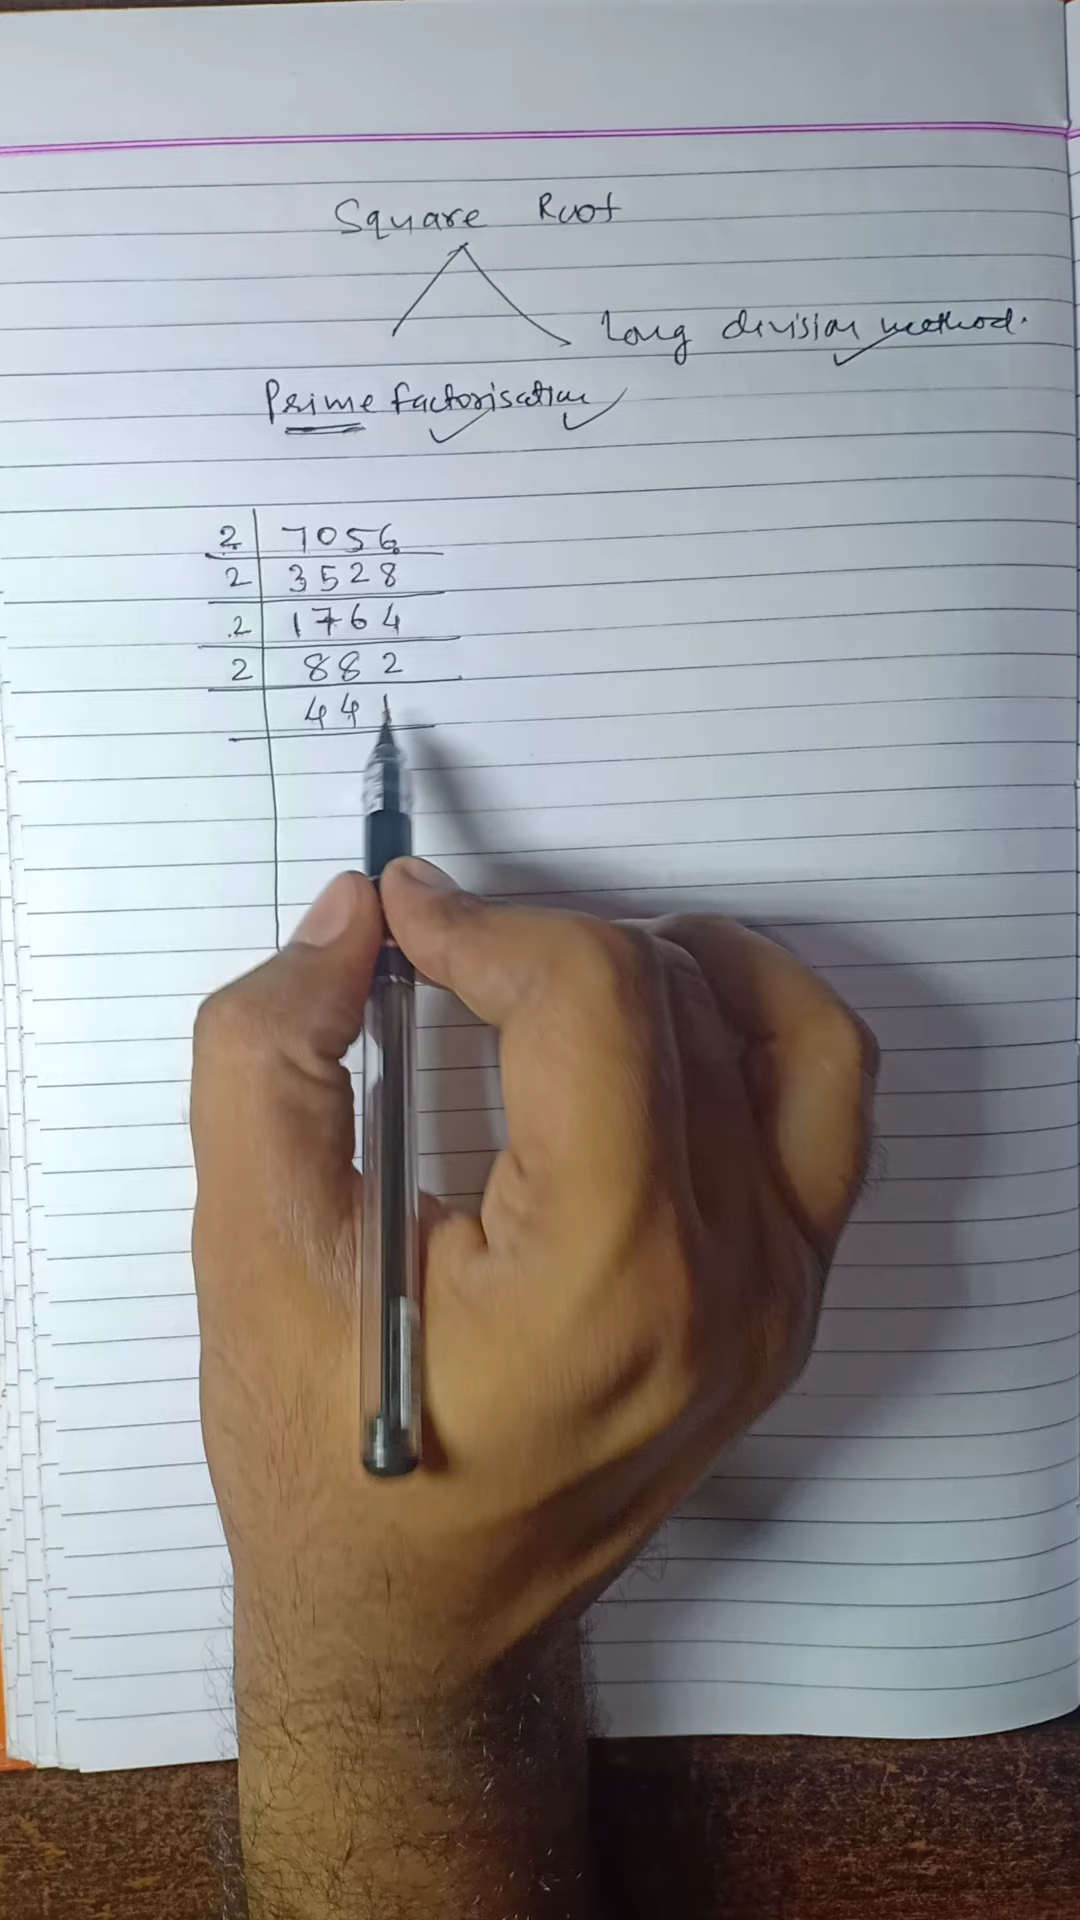 Square Root
Long division method.
Prime factorisation
2 7056
2 3528
2 1764
2 882
441